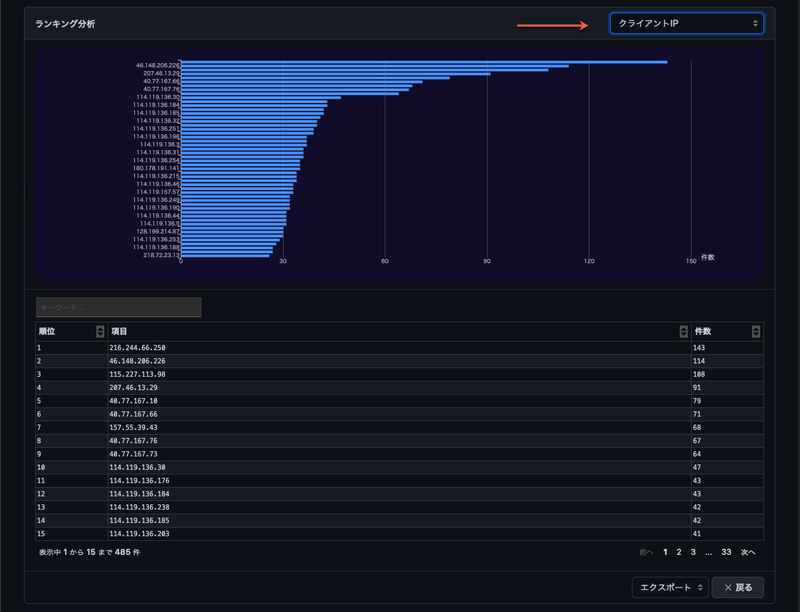 ランキング分析
クライアントIP
46.148.206.226
207.46.13.29
40.77.167.66
40.77.167.76
114.119.136.30
114.119.136.184
114.119.136.185
114.119.136.32
114.119.136.251
114.119.136.196
114.119.136.3
114.119.136.31
114.119.136.254
180.178.191.141
114.119.136.215
114.119.136.46
114.119.157.57
114.119.136.249
114.119.136.190
114.119.136.44
114.119.136.5
128.199.214.87
114.119.136.253
114.119.136.188
218.72.23.13
0 30 60 90 120 150 件数
キーワード...
順位 項目 件数
1 216.244.66.250 143
2 46.148.206.226 114
3 115.227.113.98 108
4 207.46.13.29 91
5 40.77.167.10 79
6 40.77.167.66 71
7 157.55.39.43 68
8 40.77.167.76 67
9 40.77.167.73 64
10 114.119.136.30 47
11 114.119.136.176 43
12 114.119.136.184 43
13 114.119.136.238 42
14 114.119.136.185 42
15 114.119.136.203 41
表示中 1 から 15 まで 485 件 前へ 1 2 3 ... 33 次へ
エクスポート × 戻る